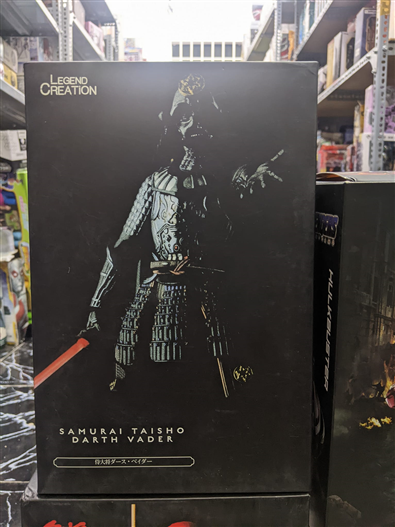 LEGEND
CREATION
SAMURAI TAISHO
DARTH VADER
侍大将ダース・ベイダー
HULKBUSTER